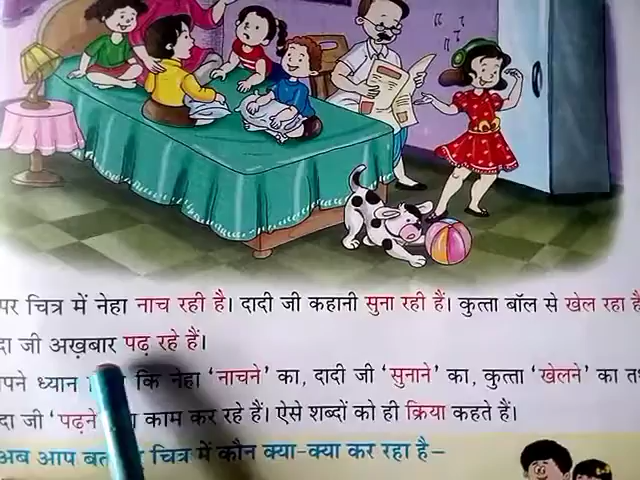 पर चित्र में नेहा नाच रही है। दादी जी कहानी सुना रही हैं। कुत्ता बॉल से खेल रहा है
दा जी अख़बार पढ़ रहे हैं।
पने ध्यान कि नेहा ‘नाचने’ का, दादी जी ‘सुनाने’ का, कुत्ता ‘खेलने’ का त
दा जी ‘पढ़ने काम कर रहे हैं। ऐसे शब्दों को ही क्रिया कहते हैं।
अब आप चित्र में कौन क्या-क्या कर रहा है–